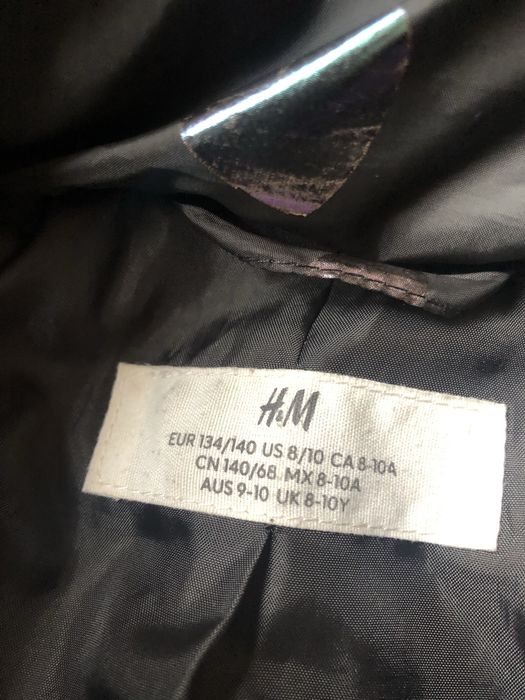 H&M
EUR 134/140 US 8/10 CA 8-10A
CN 140/68 MX 8-10A
AUS 9-10 UK 8-10Y